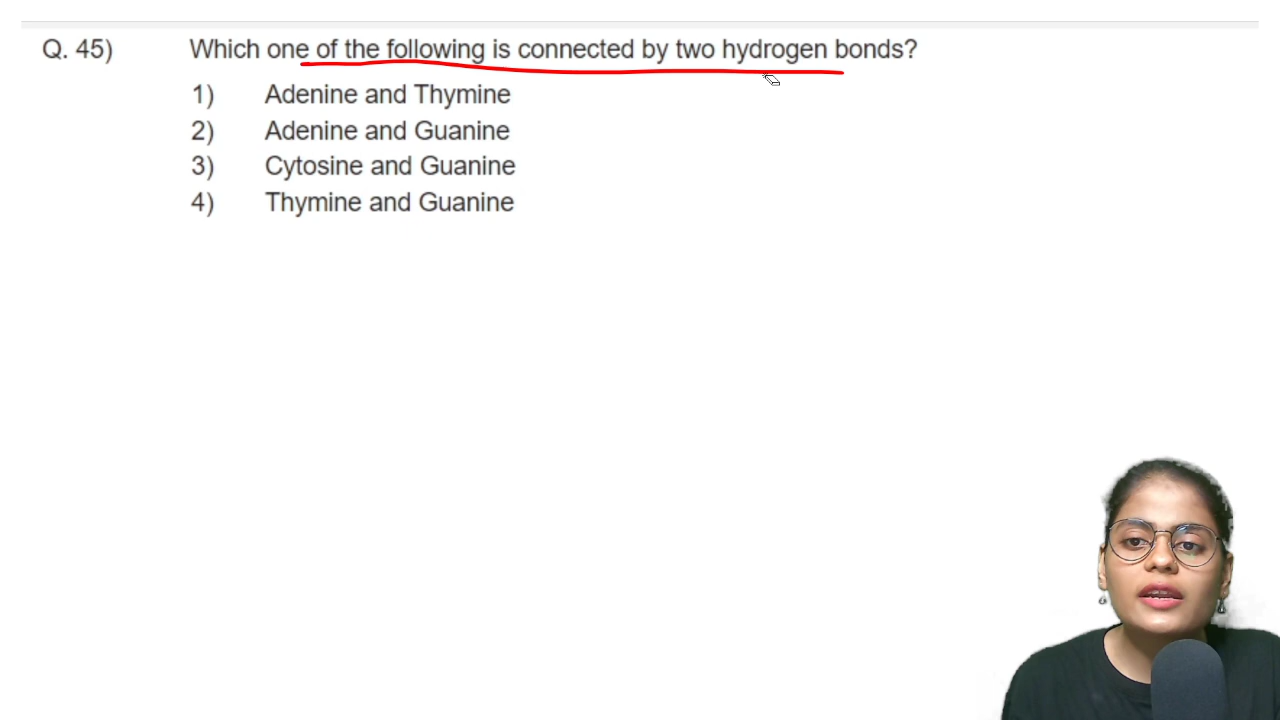 Q. 45) Which one of the following is connected by two hydrogen bonds?
1) Adenine and Thymine
2) Adenine and Guanine
3) Cytosine and Guanine
4) Thymine and Guanine